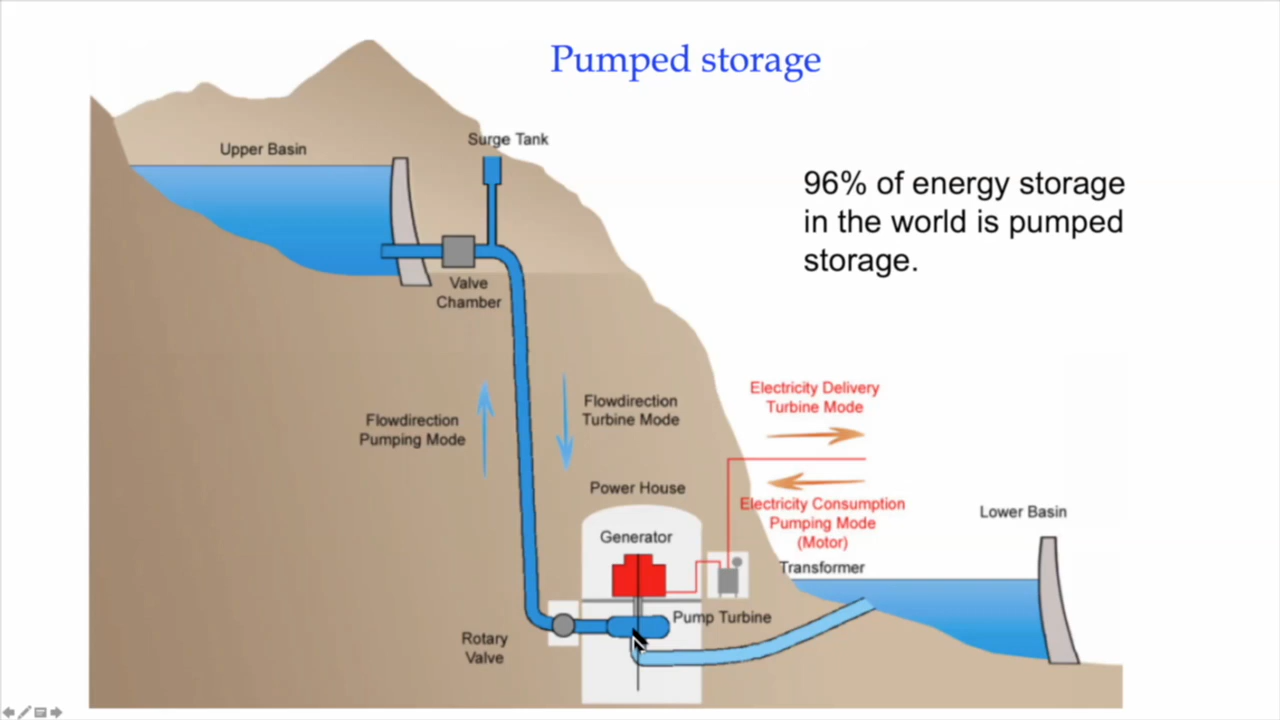 Pumped storage
Surge Tank
Upper Basin
96% of energy storage
in the world is pumped
storage.
Valve
Chamber
Flowdirection
Pumping Mode
Flowdirection
Turbine Mode
Electricity Delivery
Turbine Mode
Power House
Electricity Consumption
Pumping Mode
(Motor)
Lower Basin
Generator
Transformer
Pump Turbine
Rotary
Valve